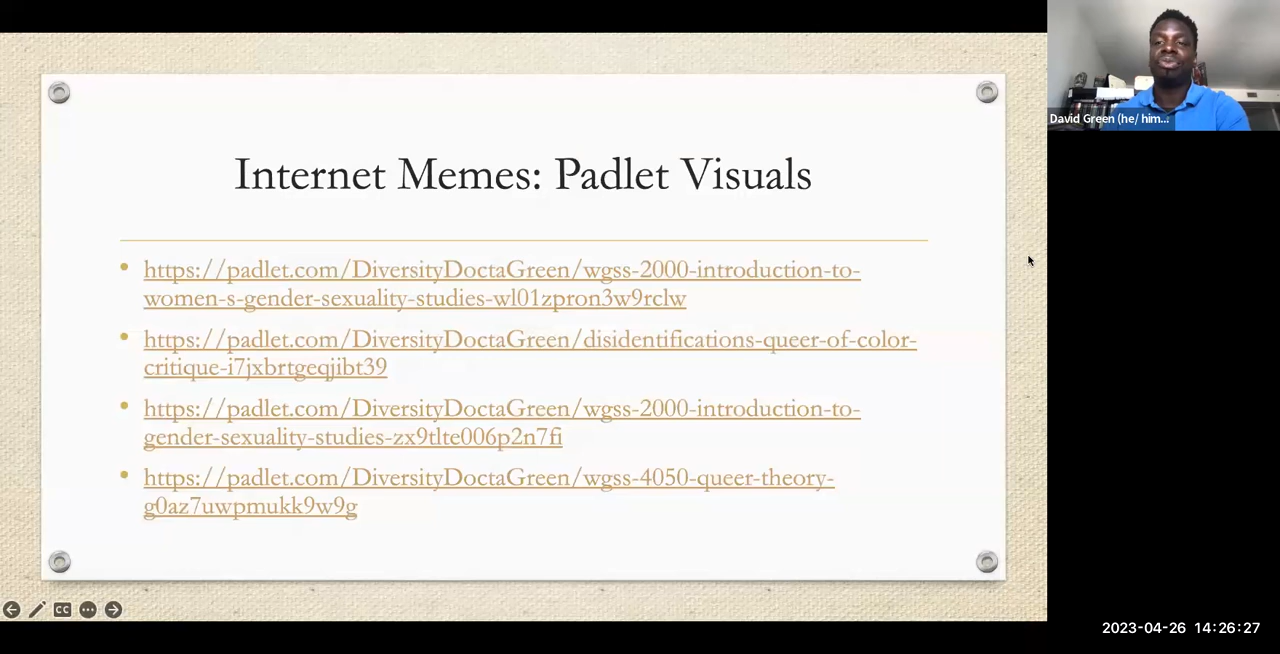 David Green (he/ him...
Internet Memes: Padlet Visuals
https://padlet.com/DiversityDoctaGreen/wgss-2000-introduction-to-
women-s-gender-sexuality-studies-wl01zpron3w9rclw
https://padlet.com/DiversityDoctaGreen/disidentifications-queer-of-color-
critique-i7jxbrtgeqjibt39
https://padlet.com/DiversityDoctaGreen/wgss-2000-introduction-to-
gender-sexuality-studies-zx9tlte006p2n7fi
https://padlet.com/DiversityDoctaGreen/wgss-4050-queer-theory-
g0az7uwpmukk9w9g
CC
2023-04-26 14:26:27